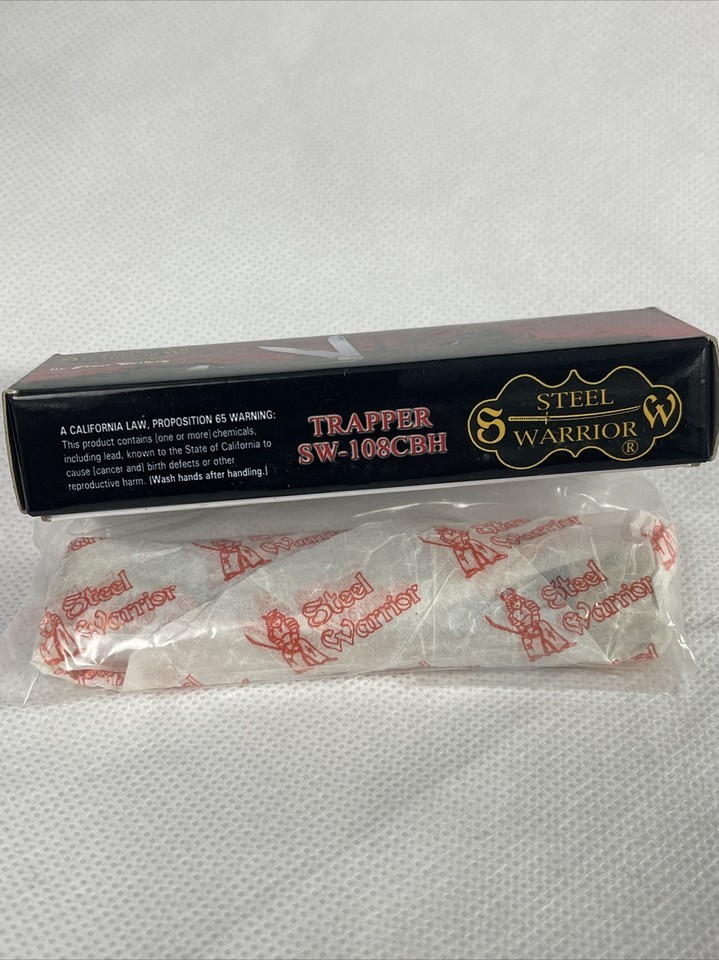 A CALIFORNIA LAW, PROPOSITION 65 WARNING:
This product contains [one or more] chemicals,
including lead, known to the State of California to
cause [cancer and] birth defects or other
reproductive harm. [Wash hands after handling.]
TRAPPER
SW-108CBH
S W
STEEL
WARRIOR ®
Steel
Warrior
Steel
Warrior
Steel
Warrior
Steel
Warrior